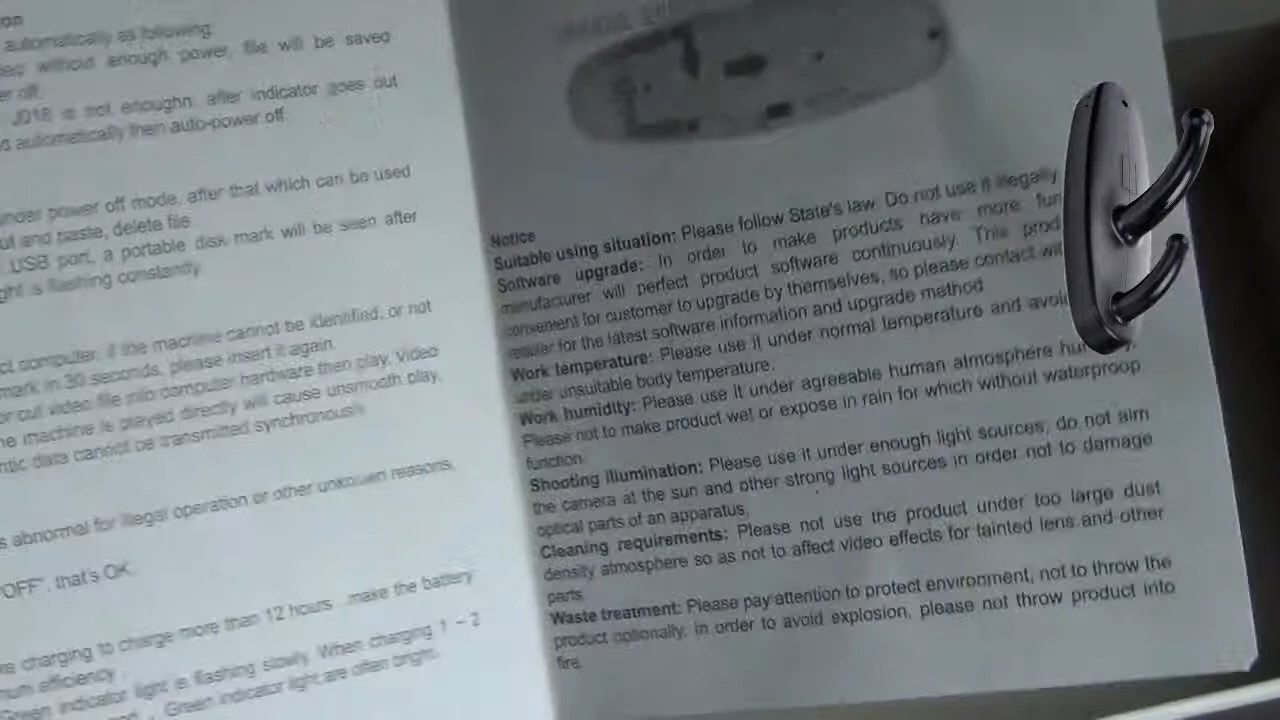 automatically as following:
without enough power, file will be saved
er off.
J018 is not enoughn, after indicator goes out
automatically then auto-power off.
under power off mode, after that which can be used
and paste, delete file
USB port, a portable disk mark will be seen after
is flashing constantly.
computer, if the machine cannot be identified, or not
mark in 30 seconds, please insert it again.
or cut video file into computer hardware then play. Video
machine is played directly will cause unsmooth play,
data cannot be transmitted synchronously
abnormal for illegal operation or other unknown reasons,
"OFF", that's OK.
charging to charge more than 12 hours make the battery
efficiency
Green indicator light is flashing slowly. When charging 1 - 2
Green indicator light are often bright.
Notice
Suitable using situation: Please follow State's law. Do not use it illegally
Software upgrade: In order to make products have more fun
manufacturer will perfect product software continuously. This prod
convenient for customer to upgrade by themselves, so please contact
for the latest software information and upgrade method
Work temperature: Please use it under normal temperature and avoid
under unsuitable body temperature.
Work humidity: Please use it under agreeable human atmosphere
Please not to make product wet or expose in rain for which without waterproop
function.
Shooting illumination: Please use it under enough light sources, do not aim
the camera at the sun and other strong light sources in order not to damage
optical parts of an apparatus,
Cleaning requirements: Please not use the product under too large dust
density atmosphere so as not to affect video effects for tainted lens and other
parts.
Waste treatment: Please pay attention to protect environment, not to throw the
product optionally. In order to avoid explosion, please not throw product into
fire.